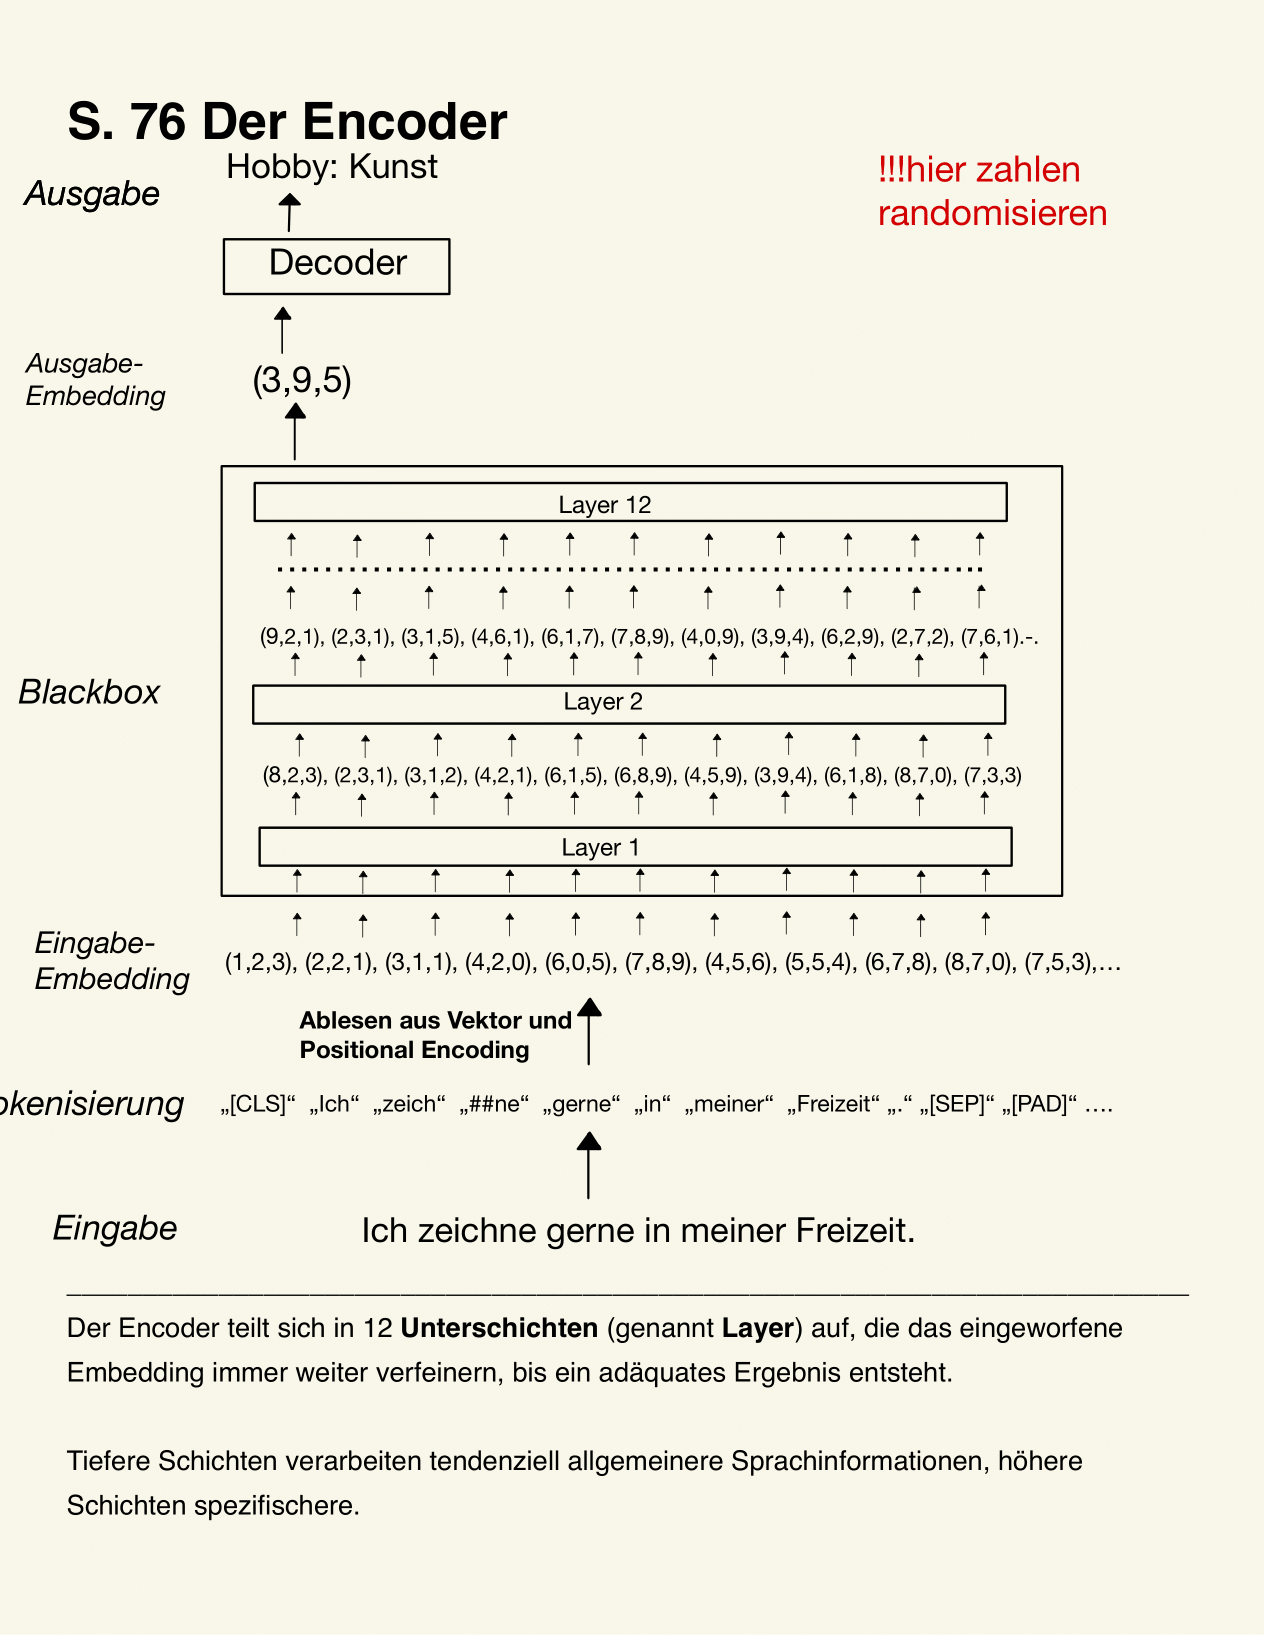 S. 76 Der Encoder
Hobby: Kunst
!!!hier zahlen
randomisieren
Ausgabe
Decoder
Ausgabe-
Embedding
(3,9,5)
Layer 12
(9,2,1), (2,3,1), (3,1,5), (4,6,1), (6,1,7), (7,8,9), (4,0,9), (3,9,4), (6,2,9), (2,7,2), (7,6,1).-.
Blackbox
Layer 2
(8,2,3), (2,3,1), (3,1,2), (4,2,1), (6,1,5), (6,8,9), (4,5,9), (3,9,4), (6,1,8), (8,7,0), (7,3,3)
Layer 1
Eingabe-
Embedding
(1,2,3), (2,2,1), (3,1,1), (4,2,0), (6,0,5), (7,8,9), (4,5,6), (5,5,4), (6,7,8), (8,7,0), (7,5,3),…
Ablesen aus Vektor und
Positional Encoding
okenisierung
„[CLS]“ „Ich“ „zeich“ „##ne“ „gerne“ „in“ „meiner“ „Freizeit“ „.“ „[SEP]“ „[PAD]“ ….
Eingabe
Ich zeichne gerne in meiner Freizeit.
Der Encoder teilt sich in 12 Unterschichten (genannt Layer) auf, die das eingeworfene
Embedding immer weiter verfeinern, bis ein adäquates Ergebnis entsteht.
Tiefere Schichten verarbeiten tendenziell allgemeinere Sprachinformationen, höhere
Schichten spezifischere.